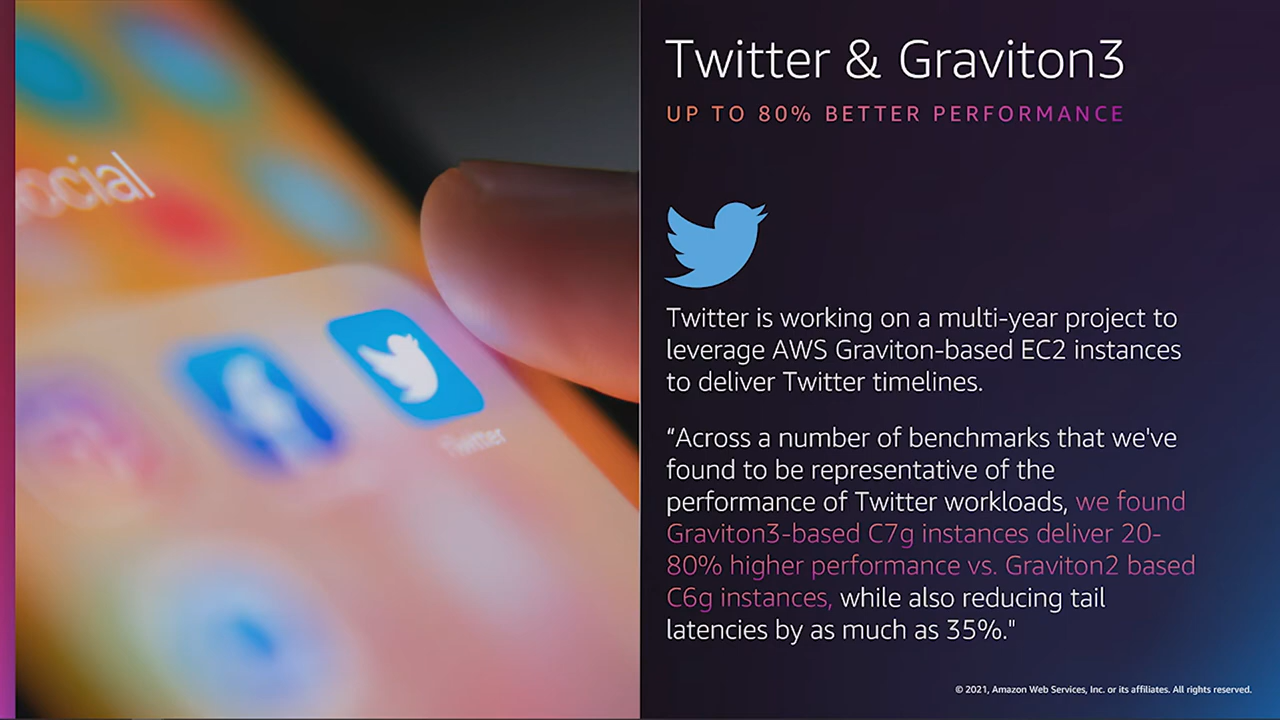 Social
Twitter
Twitter & Graviton3
UP TO 80% BETTER PERFORMANCE
Twitter is working on a multi-year project to
leverage AWS Graviton-based EC2 instances
to deliver Twitter timelines.
“Across a number of benchmarks that we've
found to be representative of the
performance of Twitter workloads, we found
Graviton3-based C7g instances deliver 20-
80% higher performance vs. Graviton2 based
C6g instances, while also reducing tail
latencies by as much as 35%."
© 2021, Amazon Web Services, Inc. or its affiliates. All rights reserved.